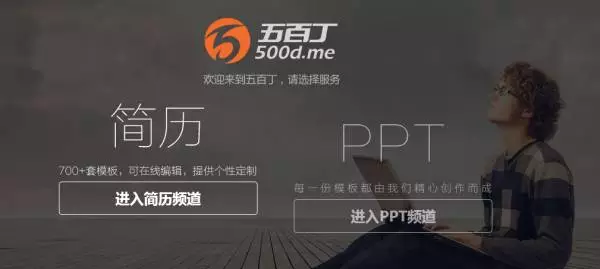 五百丁
500d.me
欢迎来到五百丁，请选择服务
简历
700+套模板，可在线编辑，提供个性定制
进入简历频道
PPT
每一份模板都由我们精心创作而成
进入PPT频道